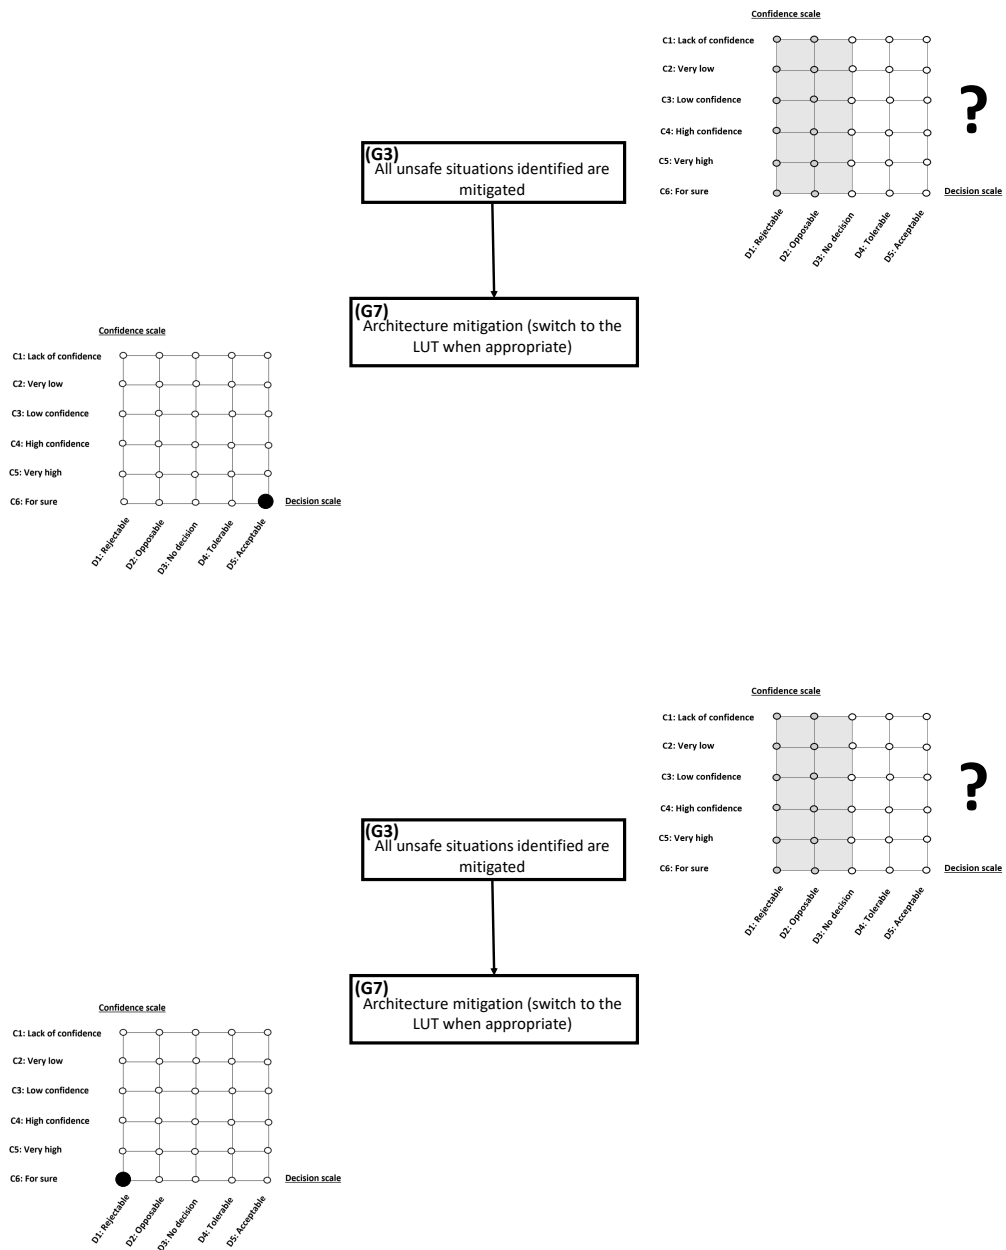 Confidence scale
C1: Lack of confidence
C2: Very low
C3: Low confidence
C4: High confidence
C5: Very high
C6: For sure
Decision scale
D1: Rejectable
D2: Opposable
D3: No decision
D4: Tolerable
D5: Acceptable
?
(G3)
All unsafe situations identified are
mitigated
(G7)
Architecture mitigation (switch to the
LUT when appropriate)
Confidence scale
C1: Lack of confidence
C2: Very low
C3: Low confidence
C4: High confidence
C5: Very high
C6: For sure
Decision scale
D1: Rejectable
D2: Opposable
D3: No decision
D4: Tolerable
D5: Acceptable
Confidence scale
C1: Lack of confidence
C2: Very low
C3: Low confidence
C4: High confidence
C5: Very high
C6: For sure
Decision scale
D1: Rejectable
D2: Opposable
D3: No decision
D4: Tolerable
D5: Acceptable
?
(G3)
All unsafe situations identified are
mitigated
(G7)
Architecture mitigation (switch to the
LUT when appropriate)
Confidence scale
C1: Lack of confidence
C2: Very low
C3: Low confidence
C4: High confidence
C5: Very high
C6: For sure
Decision scale
D1: Rejectable
D2: Opposable
D3: No decision
D4: Tolerable
D5: Acceptable